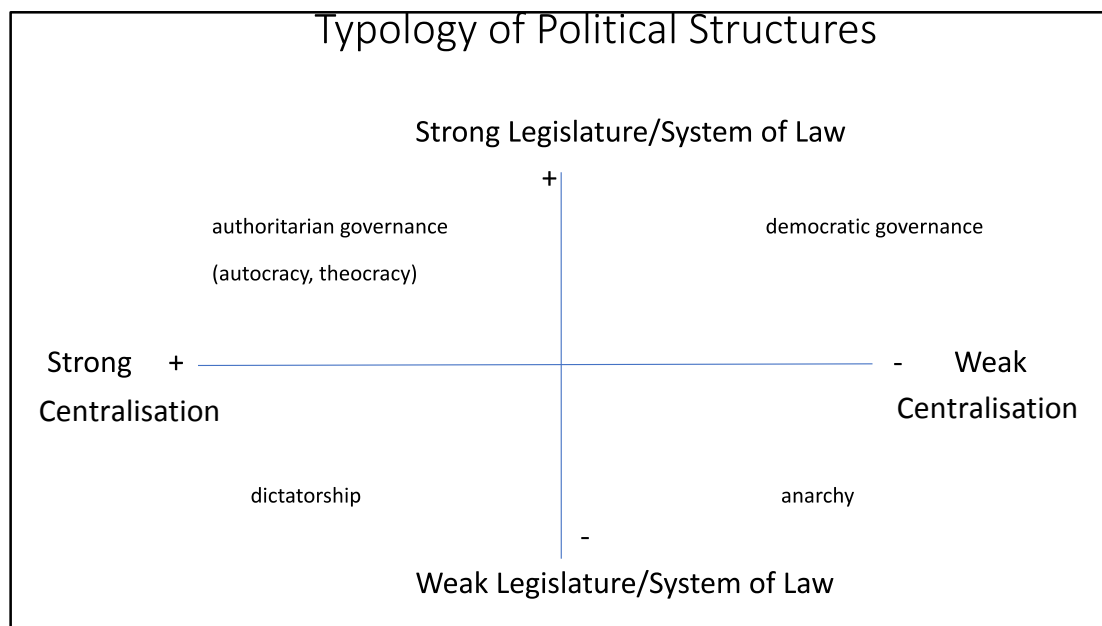 Typology of Political Structures
Strong Legislature/System of Law
+
authoritarian governance
democratic governance
(autocracy, theocracy)
Strong +
- Weak
Centralisation
Centralisation
dictatorship
anarchy
-
Weak Legislature/System of Law